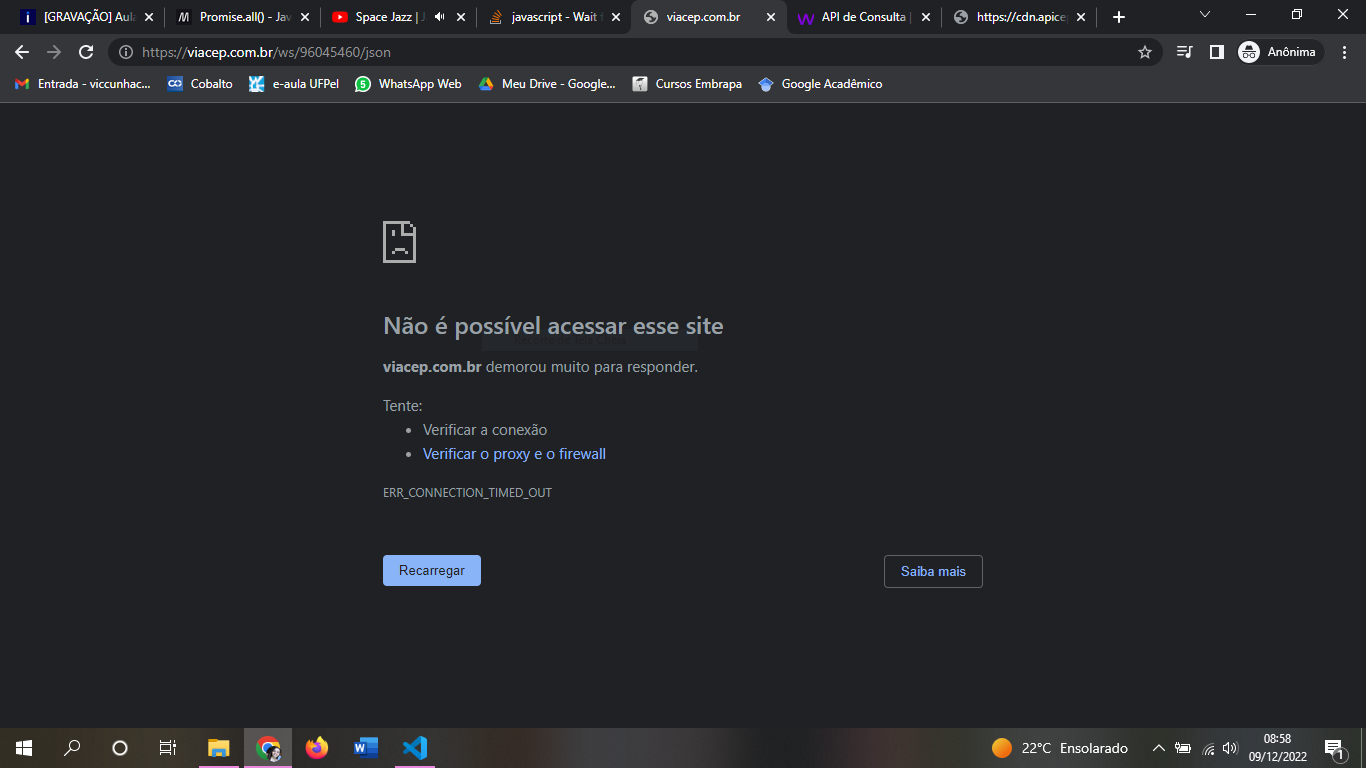 [GRAVAÇÃO] Aula
Promise.all() - Jav
Space Jazz | J
javascript - Wait f
viacep.com.br
API de Consulta
https://cdn.apicep
https://viacep.com.br/ws/96045460/json
Anônima
Entrada - viccunhac...
Cobalto
e-aula UFPel
WhatsApp Web
Meu Drive - Google...
Cursos Embrapa
Google Acadêmico
Não é possível acessar esse site
viacep.com.br demorou muito para responder.
Tente:
• Verificar a conexão
• Verificar o proxy e o firewall
ERR_CONNECTION_TIMED_OUT
Recarregar
Saiba mais
22°C Ensolarado
08:58
09/12/2022
1